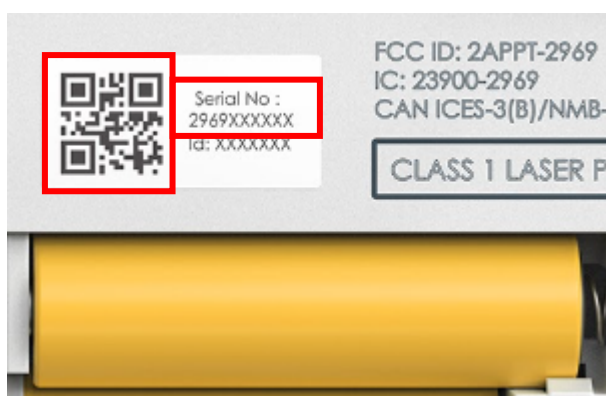 Serial No :
2969XXXXXX
Id: XXXXXXX
FCC ID: 2APPT-2969
IC: 23900-2969
CAN ICES-3(B)/NMB-
CLASS 1 LASER P